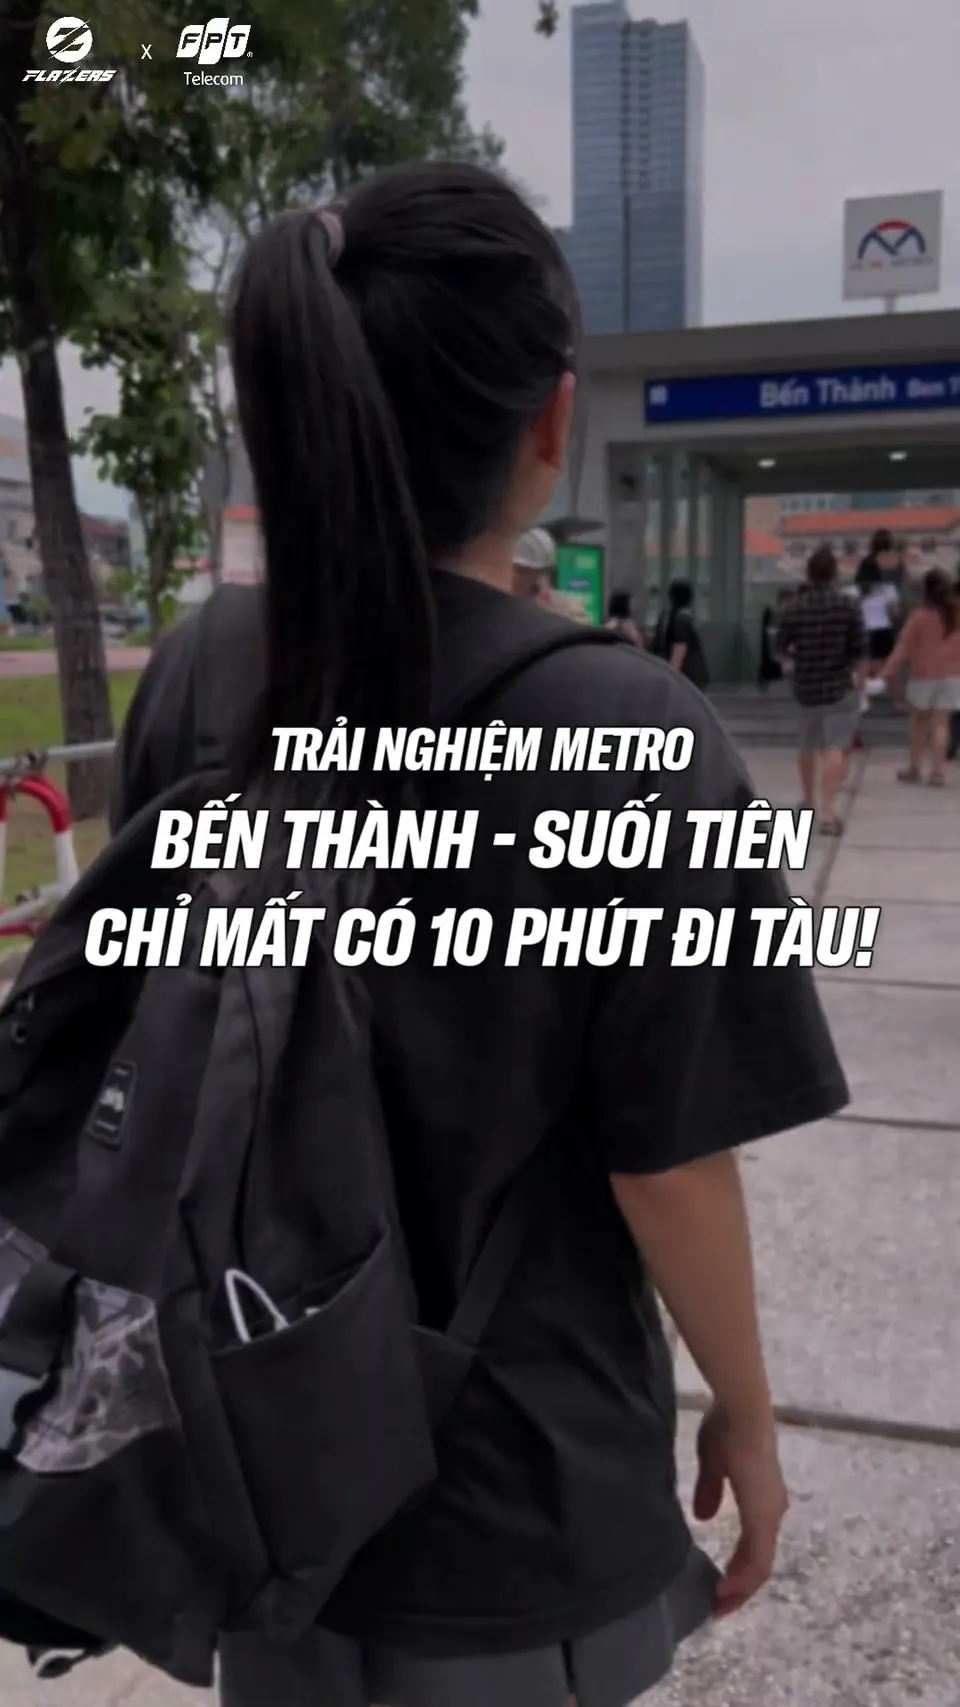 FLAZERS X FPT
Telecom
Bến Thành Ben T
TRẢI NGHIỆM METRO
BẾN THÀNH - SUỐI TIÊN
CHỈ MẤT CÓ 10 PHÚT ĐI TÀU!